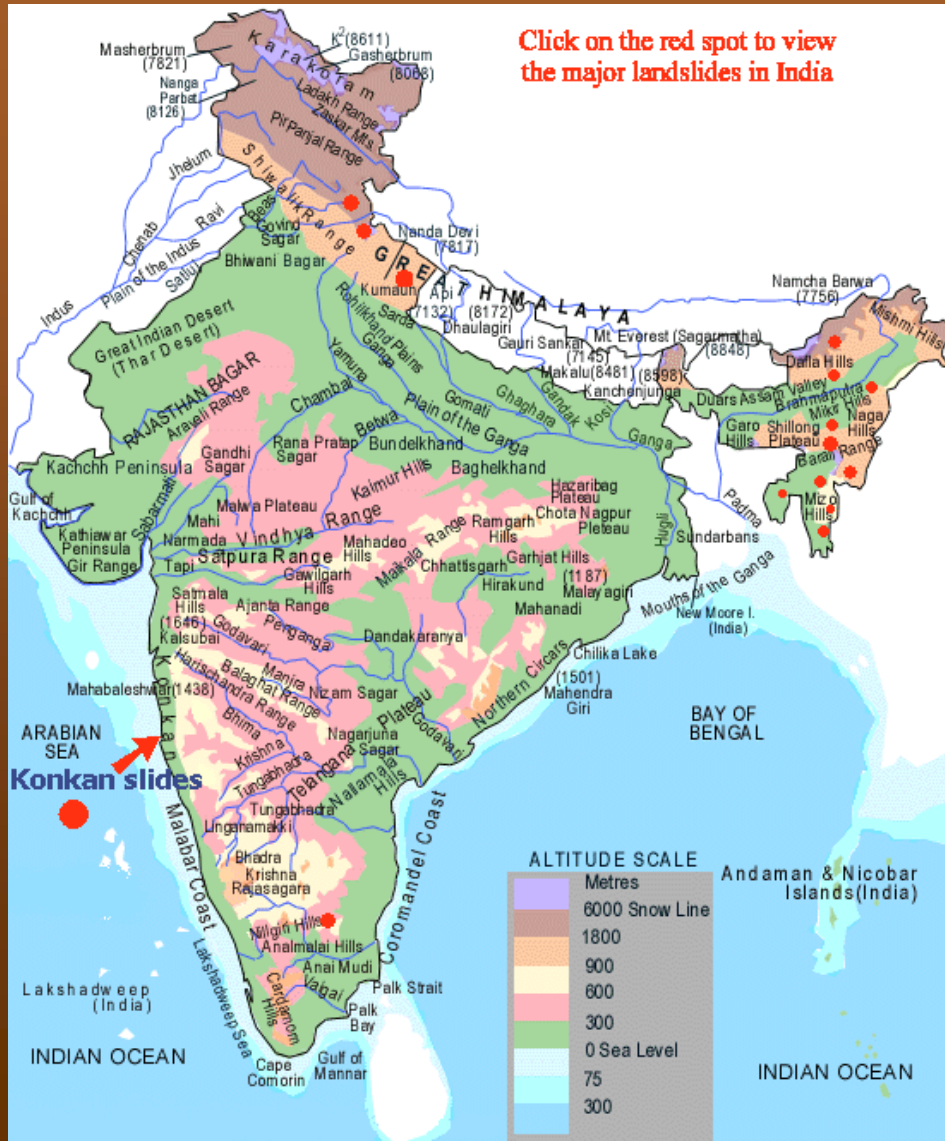 Click on the red spot to view
the major landslides in India
Masherbrum
(7821)
Karakoram
K²(8611)
Gasherbrum
(8068)
Nanga
Parbat
(8126)
Ladakh Range
Zaskar Mts.
Pir Panjal Range
Jhelum
Shiwalik Range
Chenab
Ravi
Beas
Govind
Sagar
Nanda Devi
(7817)
Plain of the Indus
Satluj
Indus
Bhiwani Bagar
GREAT HIMALAYA
Kumaun
Api
(7132)
(8172)
Dhaulagiri
Namcha Barwa
(7756)
Mishmi Hills
Great Indian Desert
(Thar Desert)
Rohilkhand Plains
Sarda
Ganga
Yamura
Gauri Sankar
(7145)
Mt. Everest (Sagarmatha)
(8848)
Makalu(8481)
(8598)
Kanchenjunga
Dafla Hills
Duars
Assam Valley
Brahmaputra
Mikir Hills
Naga
Hills
Garo
Hills
Shillong
Plateau
Barail Range
Mizo
Hills
RAJASTHAN BAGAR
Aravali Range
Chambal
Betwa
Gomati
Ghaghara
Gandak
Kosi
Plain of the Ganga
Ganga
Rana Pratap
Sagar
Bundelkhand
Gandhi
Sagar
Baghelkhand
Kachchh Peninsula
Gulf of
Kachchh
Sabarmati
Kaimur Hills
Malwa Plateau
Hazaribag
Plateau
Chota Nagpur
Pleteau
Padma
Hugli
Sundarbans
Kathiawar
Peninsula
Gir Range
Mahi
Narmada
Vindhya Range
Mahadeo
Hills
Maikala Range
Ramgarh
Hills
Tapi
Satpura Range
Gawilgarh
Hills
Chhattisgarh
Garhjat Hills
Hirakund
(1187)
Malayagiri
Mouths of the Ganga
New Moore I.
(India)
Satmala
Hills
(1646)
Kalsubai
Ajanta Range
Godavari
Penganga
Mahanadi
Dandakaranya
Chilika Lake
Northern Circars
(1501)
Mahendra
Giri
Konkan
Harischandra Range
Balaghat Range
Manjra
Nizam Sagar
Mahabaleshwar(1438)
Bhima
Telangana Plateau
Godavari
Nagarjuna
Sagar
Krishna
Tungabhadra
Nallamala
Hills
BAY OF
BENGAL
ARABIAN
SEA
Konkan slides
Tungabhadra
Linganamakki
Malabar Coast
Coromandel Coast
Bhadra
Krishna
Rajasagara
Nilgiri Hills
Analmalai Hills
Anai Mudi
Cardamom
Hills
Vaigai
Palk Strait
Palk
Bay
Lakshadweep
(India)
Lakshadweep Sea
INDIAN OCEAN
Cape
Comorin
Gulf of
Mannar
Andaman & Nicobar
Islands(India)
INDIAN OCEAN
ALTITUDE SCALE
Metres
6000 Snow Line
1800
900
600
300
0 Sea Level
75
300